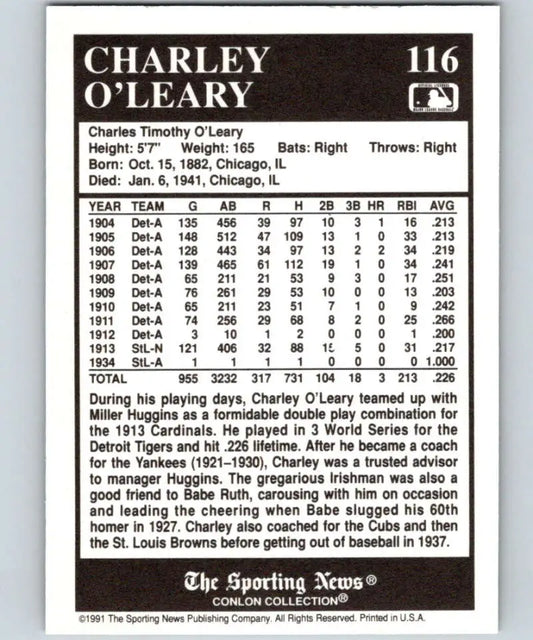 CHARLEY 116
O'LEARY
Charles Timothy O'Leary
Height: 5'7" Weight: 165 Bats: Right Throws: Right
Born: Oct. 15, 1882, Chicago, IL
Died: Jan. 6, 1941, Chicago, IL
YEAR TEAM G AB R H 2B 3B HR RBI AVG
1904 Det-A 135 456 39 97 10 3 1 16 .213
1905 Det-A 148 512 47 109 13 1 0 33 .213
1906 Det-A 128 443 34 97 13 2 2 34 .219
1907 Det-A 139 465 61 112 19 1 0 34 .241
1908 Det-A 65 211 21 53 9 3 0 17 .251
1909 Det-A 76 261 29 53 10 0 0 13 .203
1910 Det-A 65 211 23 51 7 1 0 9 .242
1911 Det-A 74 256 29 68 8 2 0 25 .266
1912 Det-A 3 10 1 2 0 0 0 1 .200
1913 StL-N 121 406 32 88 5 0 31 .217
1934 StL-A 1 1 1 1 0 0 0 0 1.000
TOTAL 955 3232 317 731 104 18 3 213 .226
During his playing days, Charley O'Leary teamed up with
Miller Huggins as a formidable double play combination for
the 1913 Cardinals. He played in 3 World Series for the
Detroit Tigers and hit .226 lifetime. After he became a coach
for the Yankees (1921–1930), Charley was a trusted advisor
to manager Huggins. The gregarious Irishman was also a
good friend to Babe Ruth, carousing with him on occasion
and leading the cheering when Babe slugged his 60th
homer in 1927. Charley also coached for the Cubs and then
the St. Louis Browns before getting out of baseball in 1937.
The Sporting News®
CONLON COLLECTION®
©1991 The Sporting News Publishing Company. All Rights Reserved. Printed in U.S.A.